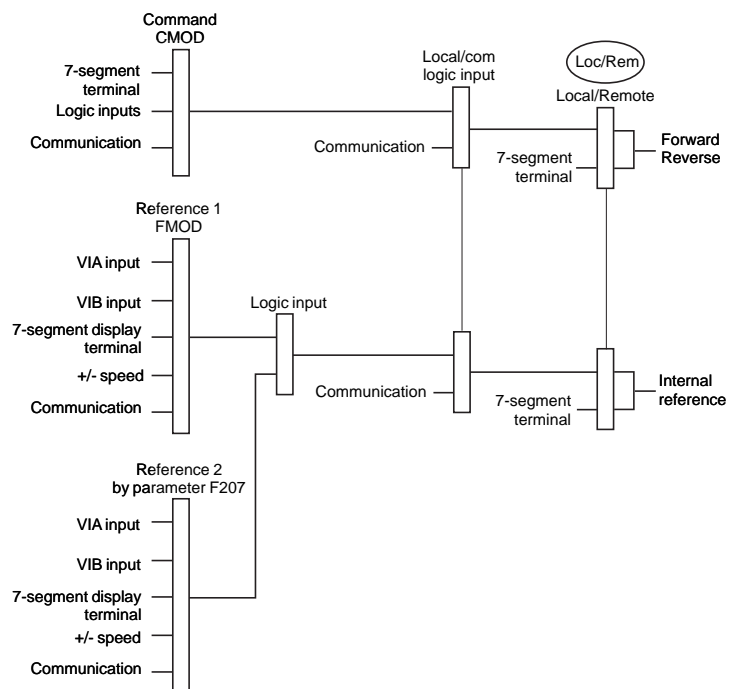 Command
CMOD
7-segment
terminal
Logic inputs
Communication
Local/com
logic input
Communication
Loc/Rem
Local/Remote
7-segment
terminal
Forward
Reverse
Reference 1
FMOD
VIA input
VIB input
7-segment display
terminal
+/- speed
Communication
Logic input
Communication
7-segment
terminal
Internal
reference
Reference 2
by parameter F207
VIA input
VIB input
7-segment display
terminal
+/- speed
Communication